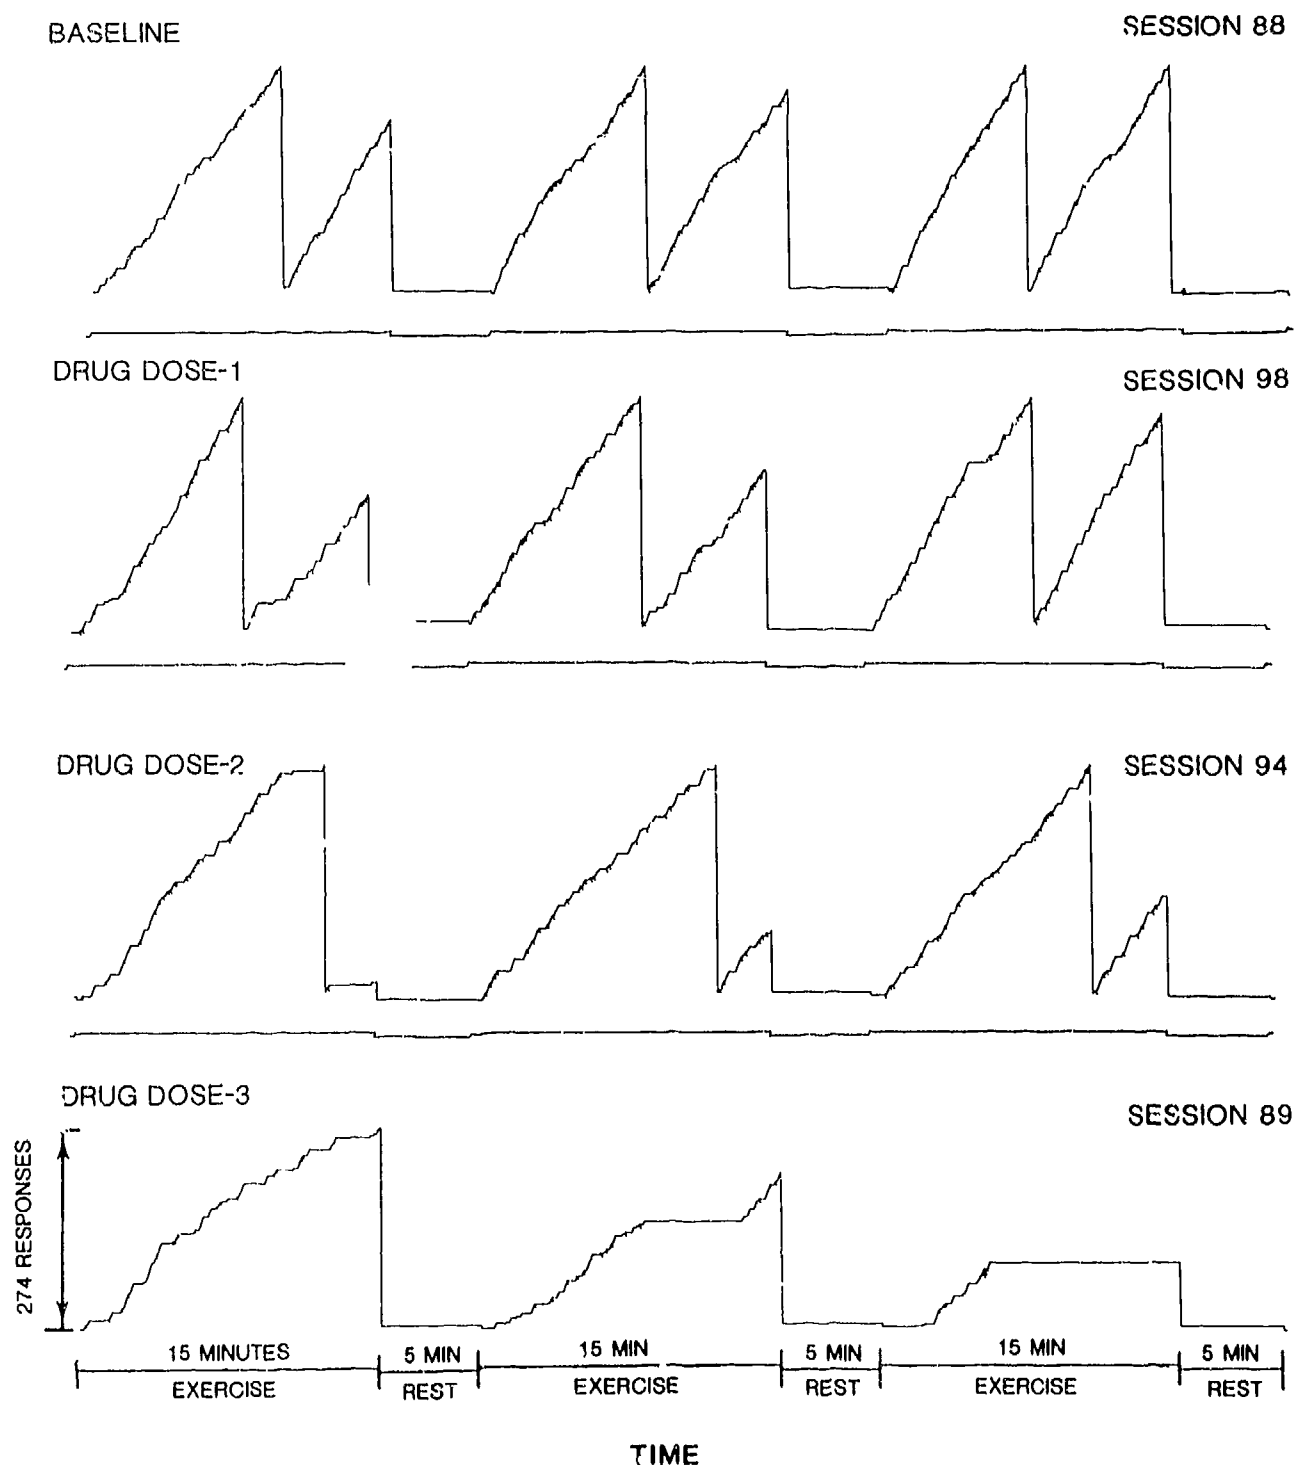 BASELINE
SESSION 88
DRUG DOSE-1
SESSION 98
DRUG DOSE-2
SESSION 94
DRUG DOSE-3
SESSION 89
274 RESPONSES
15 MINUTES
5 MIN
15 MIN
5 MIN
15 MIN
5 MIN
EXERCISE
REST
EXERCISE
REST
EXERCISE
REST
TIME